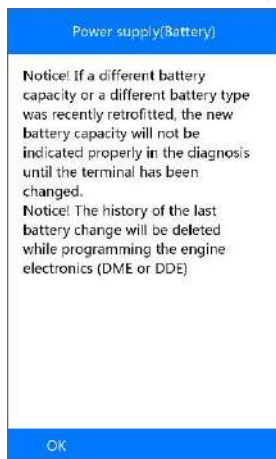 Power supply(Battery)
Notice! If a different battery
capacity or a different battery type
was recently retrofitted, the new
battery capacity will not be
indicated properly in the diagnosis
until the terminal has been
changed.
Notice! The history of the last
battery change will be deleted
while programming the engine
electronics (DME or DDE)
OK